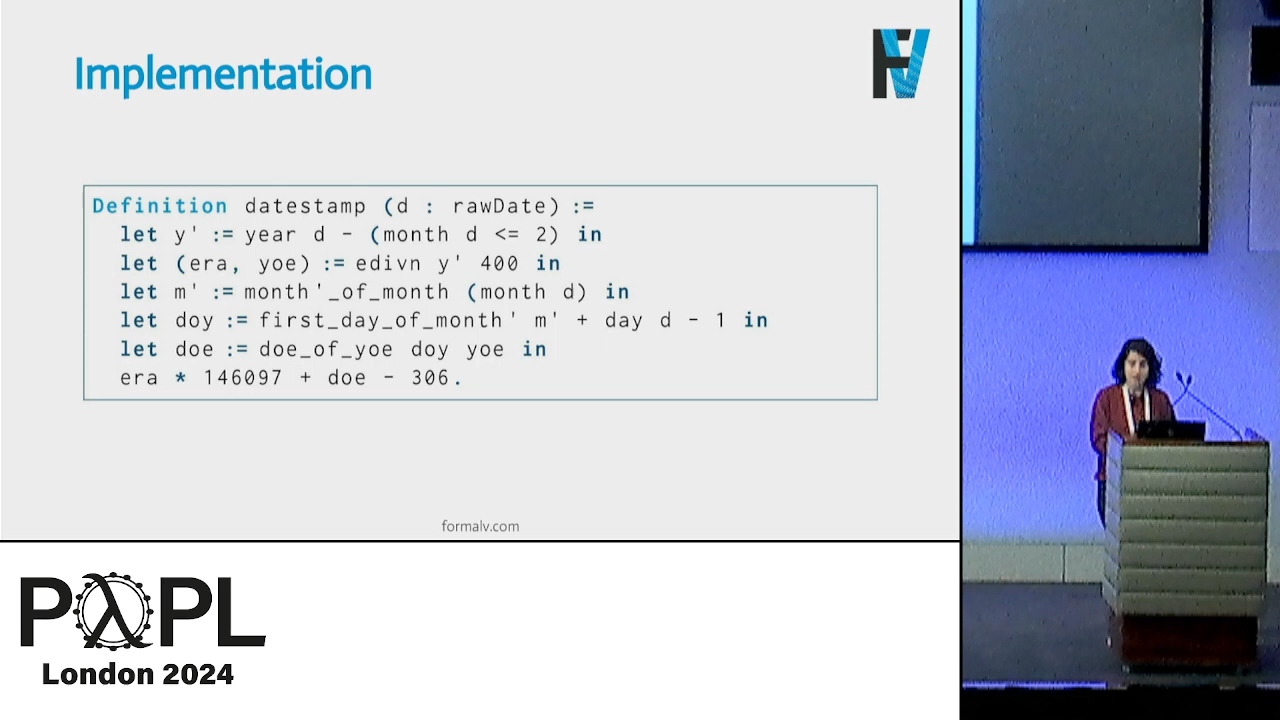 Implementation
FV
Definition datestamp (d : rawDate) :=
let y' := year d - (month d <= 2) in
let (era, yoe) := edivn y' 400 in
let m' := month'_of_month (month d) in
let doy := first_day_of_month' m' + day d - 1 in
let doe := doe_of_yoe doy yoe in
era * 146097 + doe - 306.
formalv.com
PλPL
London 2024